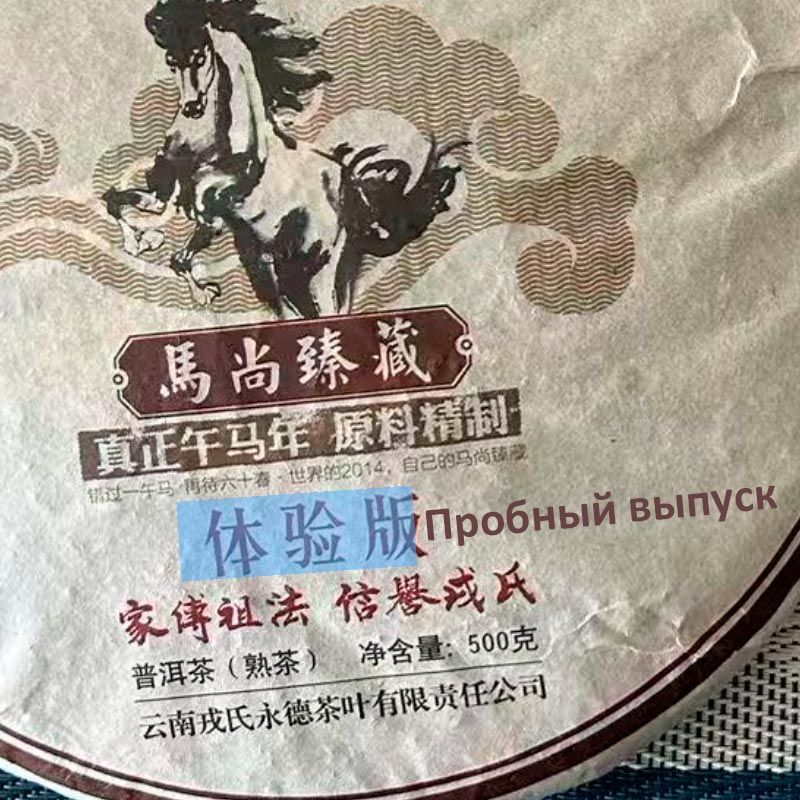 馬尚臻藏
真正午马年 原料精制
错过一午马·再待六十春·世界的2014，自己的马尚臻藏
体验版 Пробный выпуск
家傳祖法 信譽戎氏
普洱茶（熟茶） 净含量：500克
云南戎氏永德茶叶有限责任公司